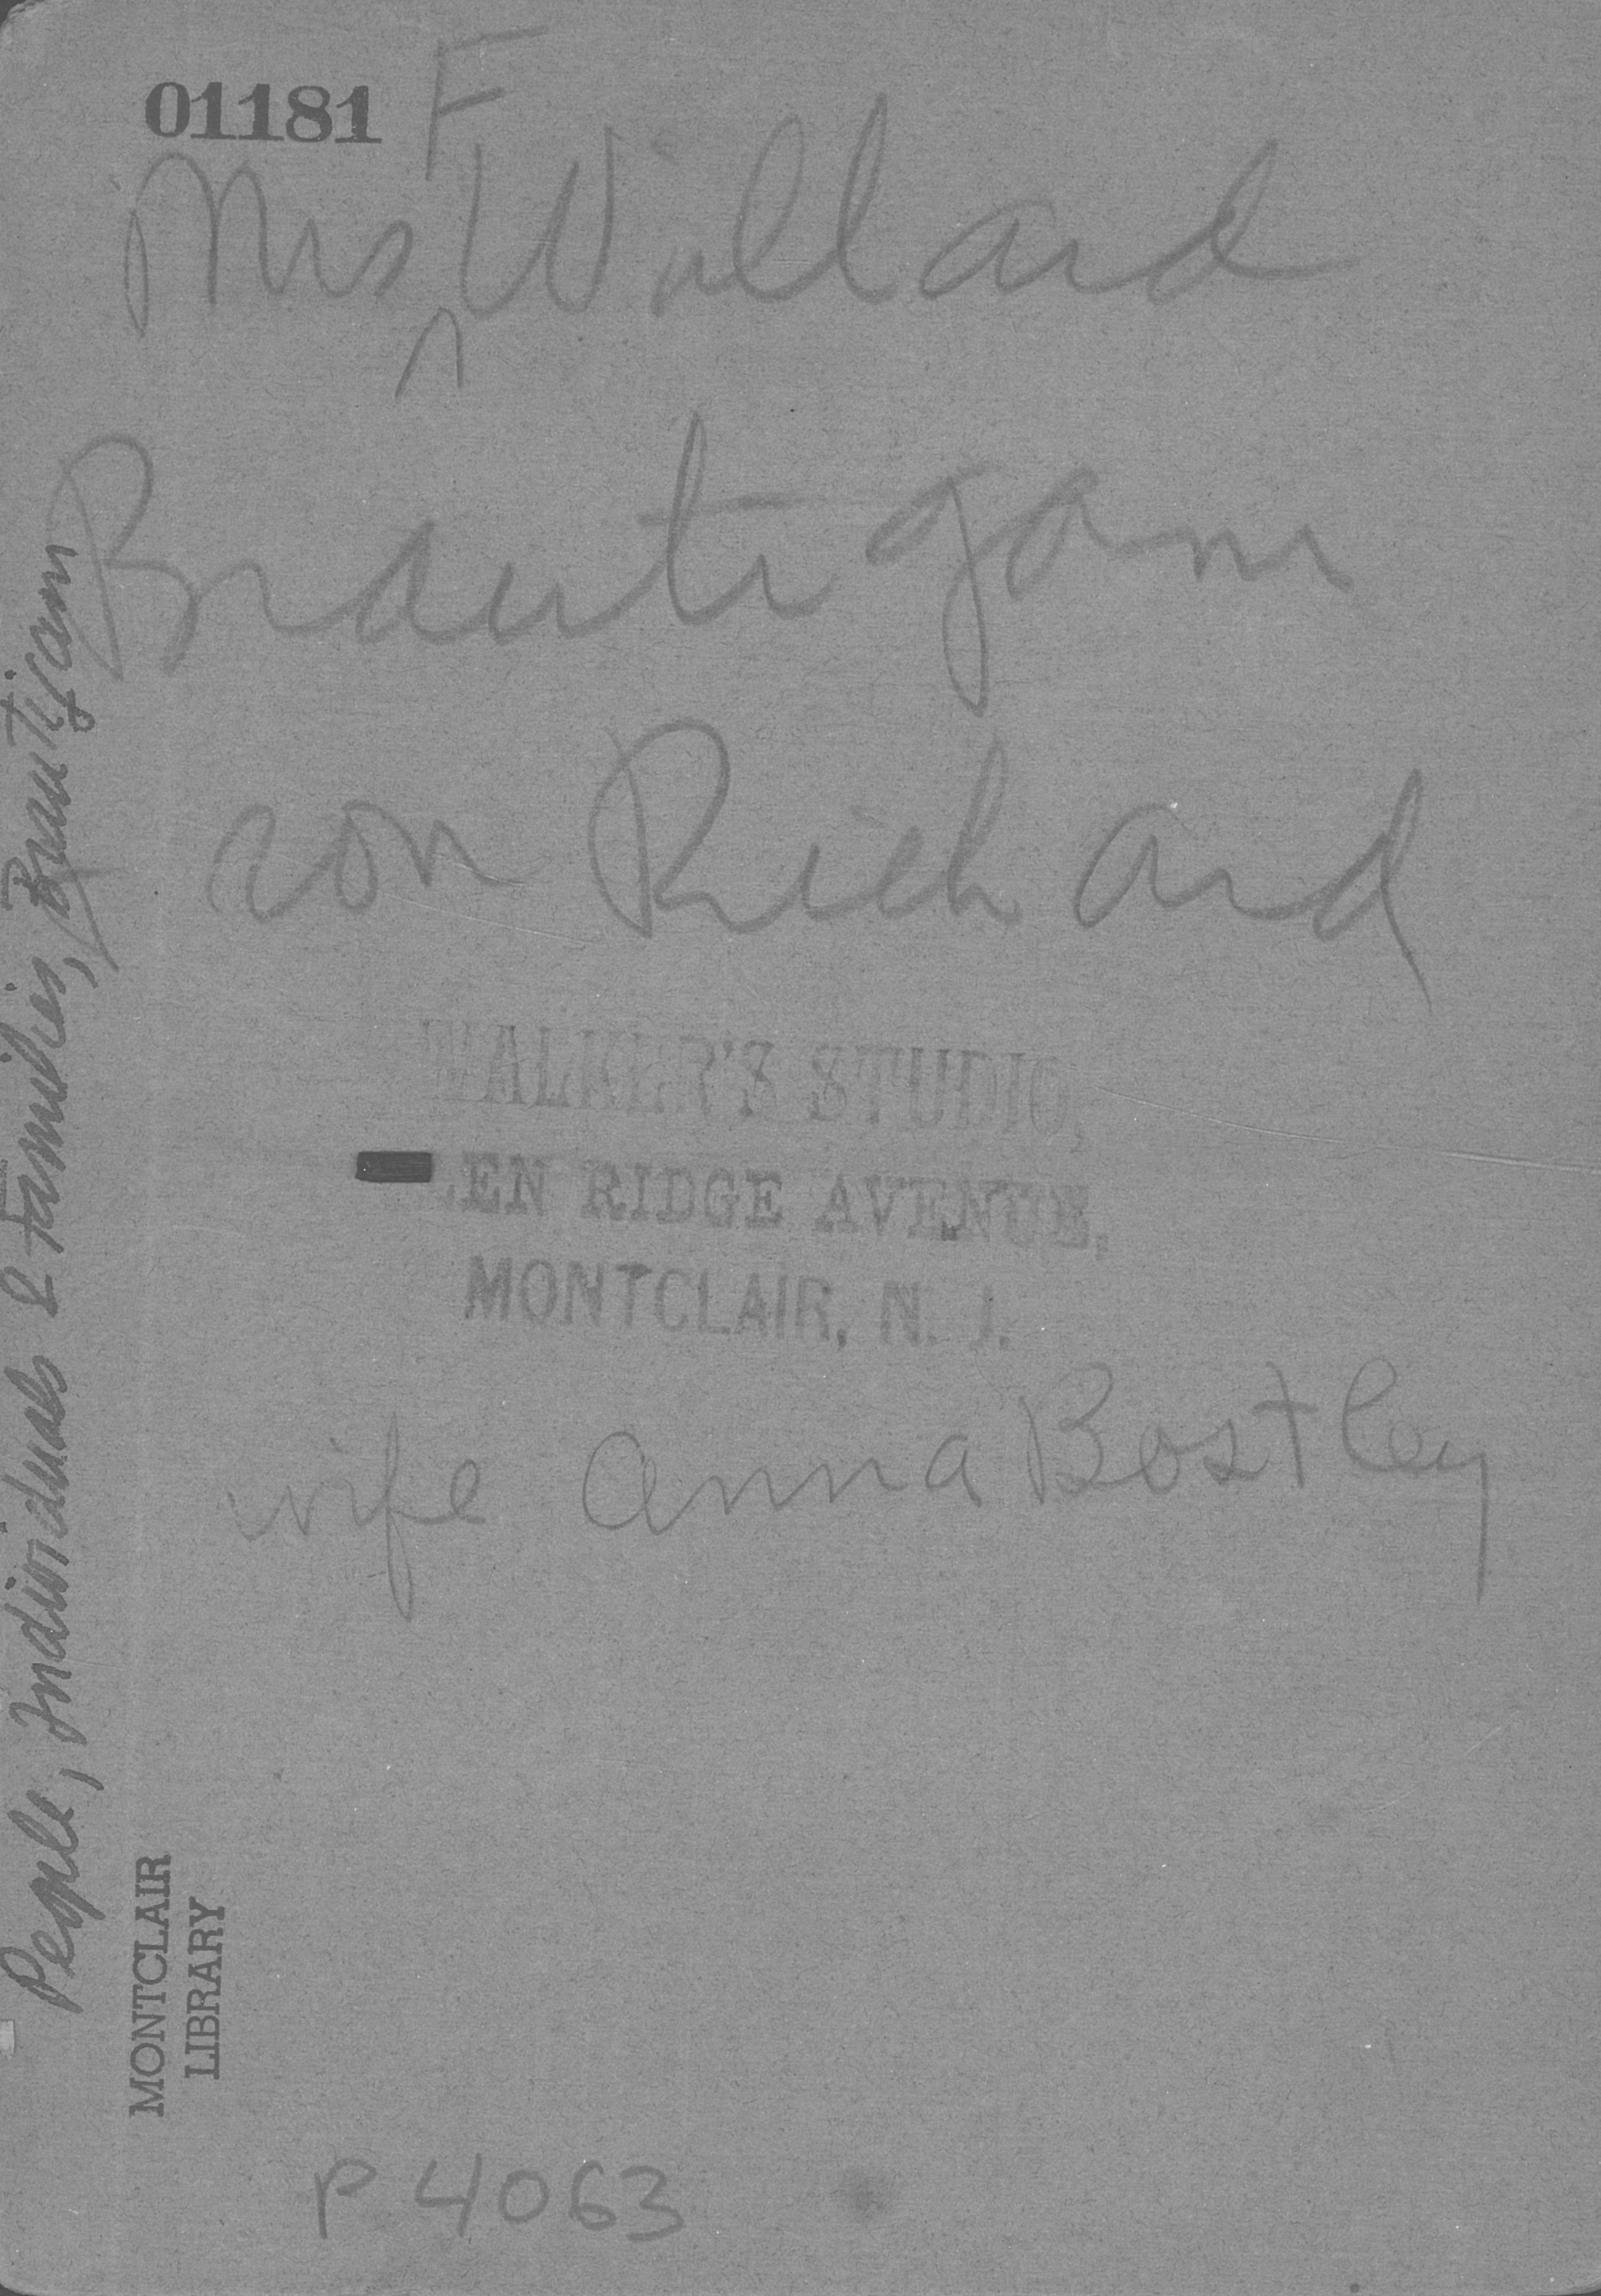 01181
Mrs F Willard
Brautigam
son Richard
WALKER'S STUDIO,
EN RIDGE AVENUE,
MONTCLAIR, N. J.
wife Anna Bostley
People, Individuals & Families, Brautigam
MONTCLAIR
LIBRARY
P 4063